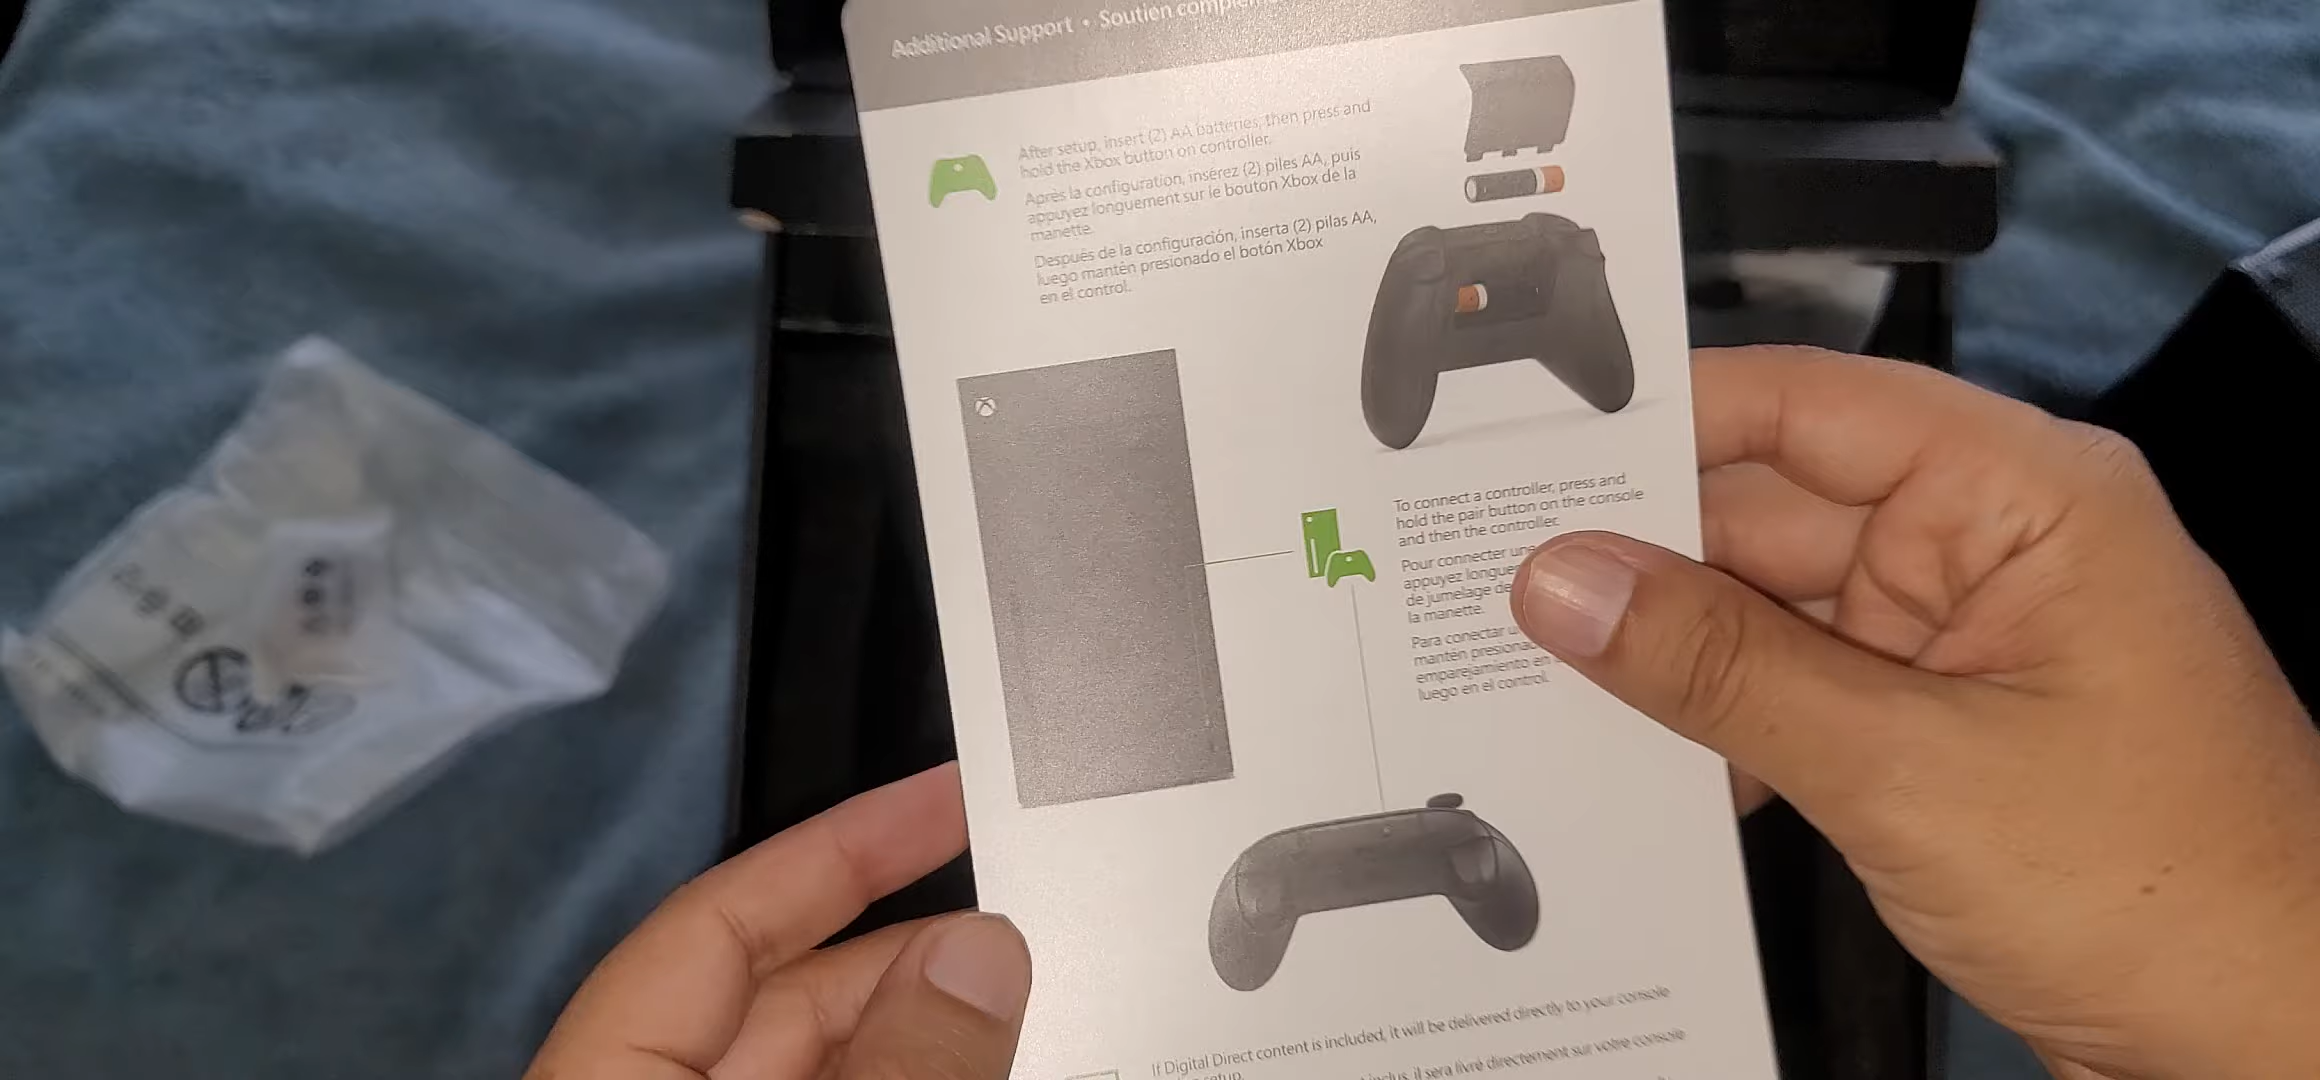 Additional Support • Soutien
After setup, insert (2) AA batteries, then press and
hold the Xbox button on controller.
Après la configuration, insérez (2) piles AA, puis
appuyez longuement sur le bouton Xbox de la
manette.
Después de la configuración, inserta (2) pilas AA,
luego mantén presionado el botón Xbox
en el control.
To connect a controller, press and
hold the pair button on the console
and then the controller.
Pour connecter une
appuyez
de jumelage de
la manette.
Para conectar
mantén
emparejamiento en
luego en el control.
If Digital Direct content is included, it will be delivered directly to your console
setup.
il sera livré directement sur votre console